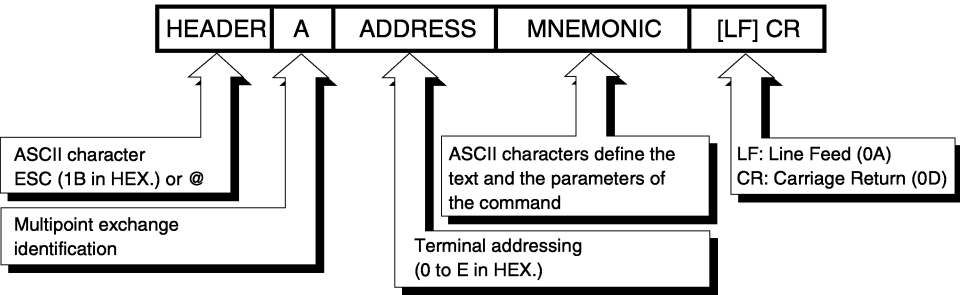 HEADER A ADDRESS MNEMONIC [LF] CR
ASCII character
ESC (1B in HEX.) or @
Multipoint exchange
identification
Terminal addressing
(0 to E in HEX.)
ASCII characters define the
text and the parameters of
the command
LF: Line Feed (0A)
CR: Carriage Return (0D)